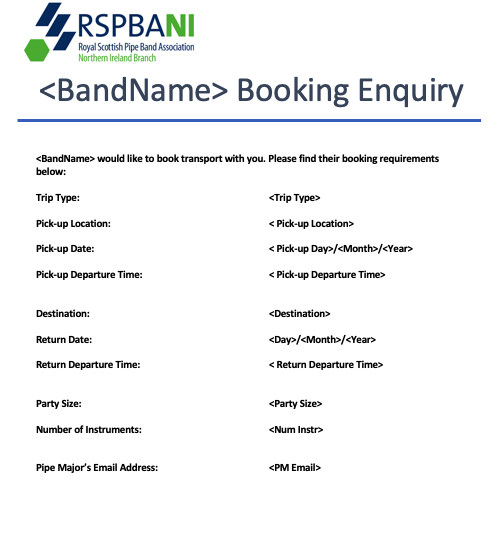 RSPBANI
Royal Scottish Pipe Band Association
Northern Ireland Branch
<BandName> Booking Enquiry
<BandName> would like to book transport with you. Please find their booking requirements
below:
Trip Type: <Trip Type>
Pick-up Location: < Pick-up Location>
Pick-up Date: < Pick-up Day>/<Month>/<Year>
Pick-up Departure Time: < Pick-up Departure Time>
Destination: <Destination>
Return Date: <Day>/<Month>/<Year>
Return Departure Time: < Return Departure Time>
Party Size: <Party Size>
Number of Instruments: <Num Instr>
Pipe Major's Email Address: <PM Email>